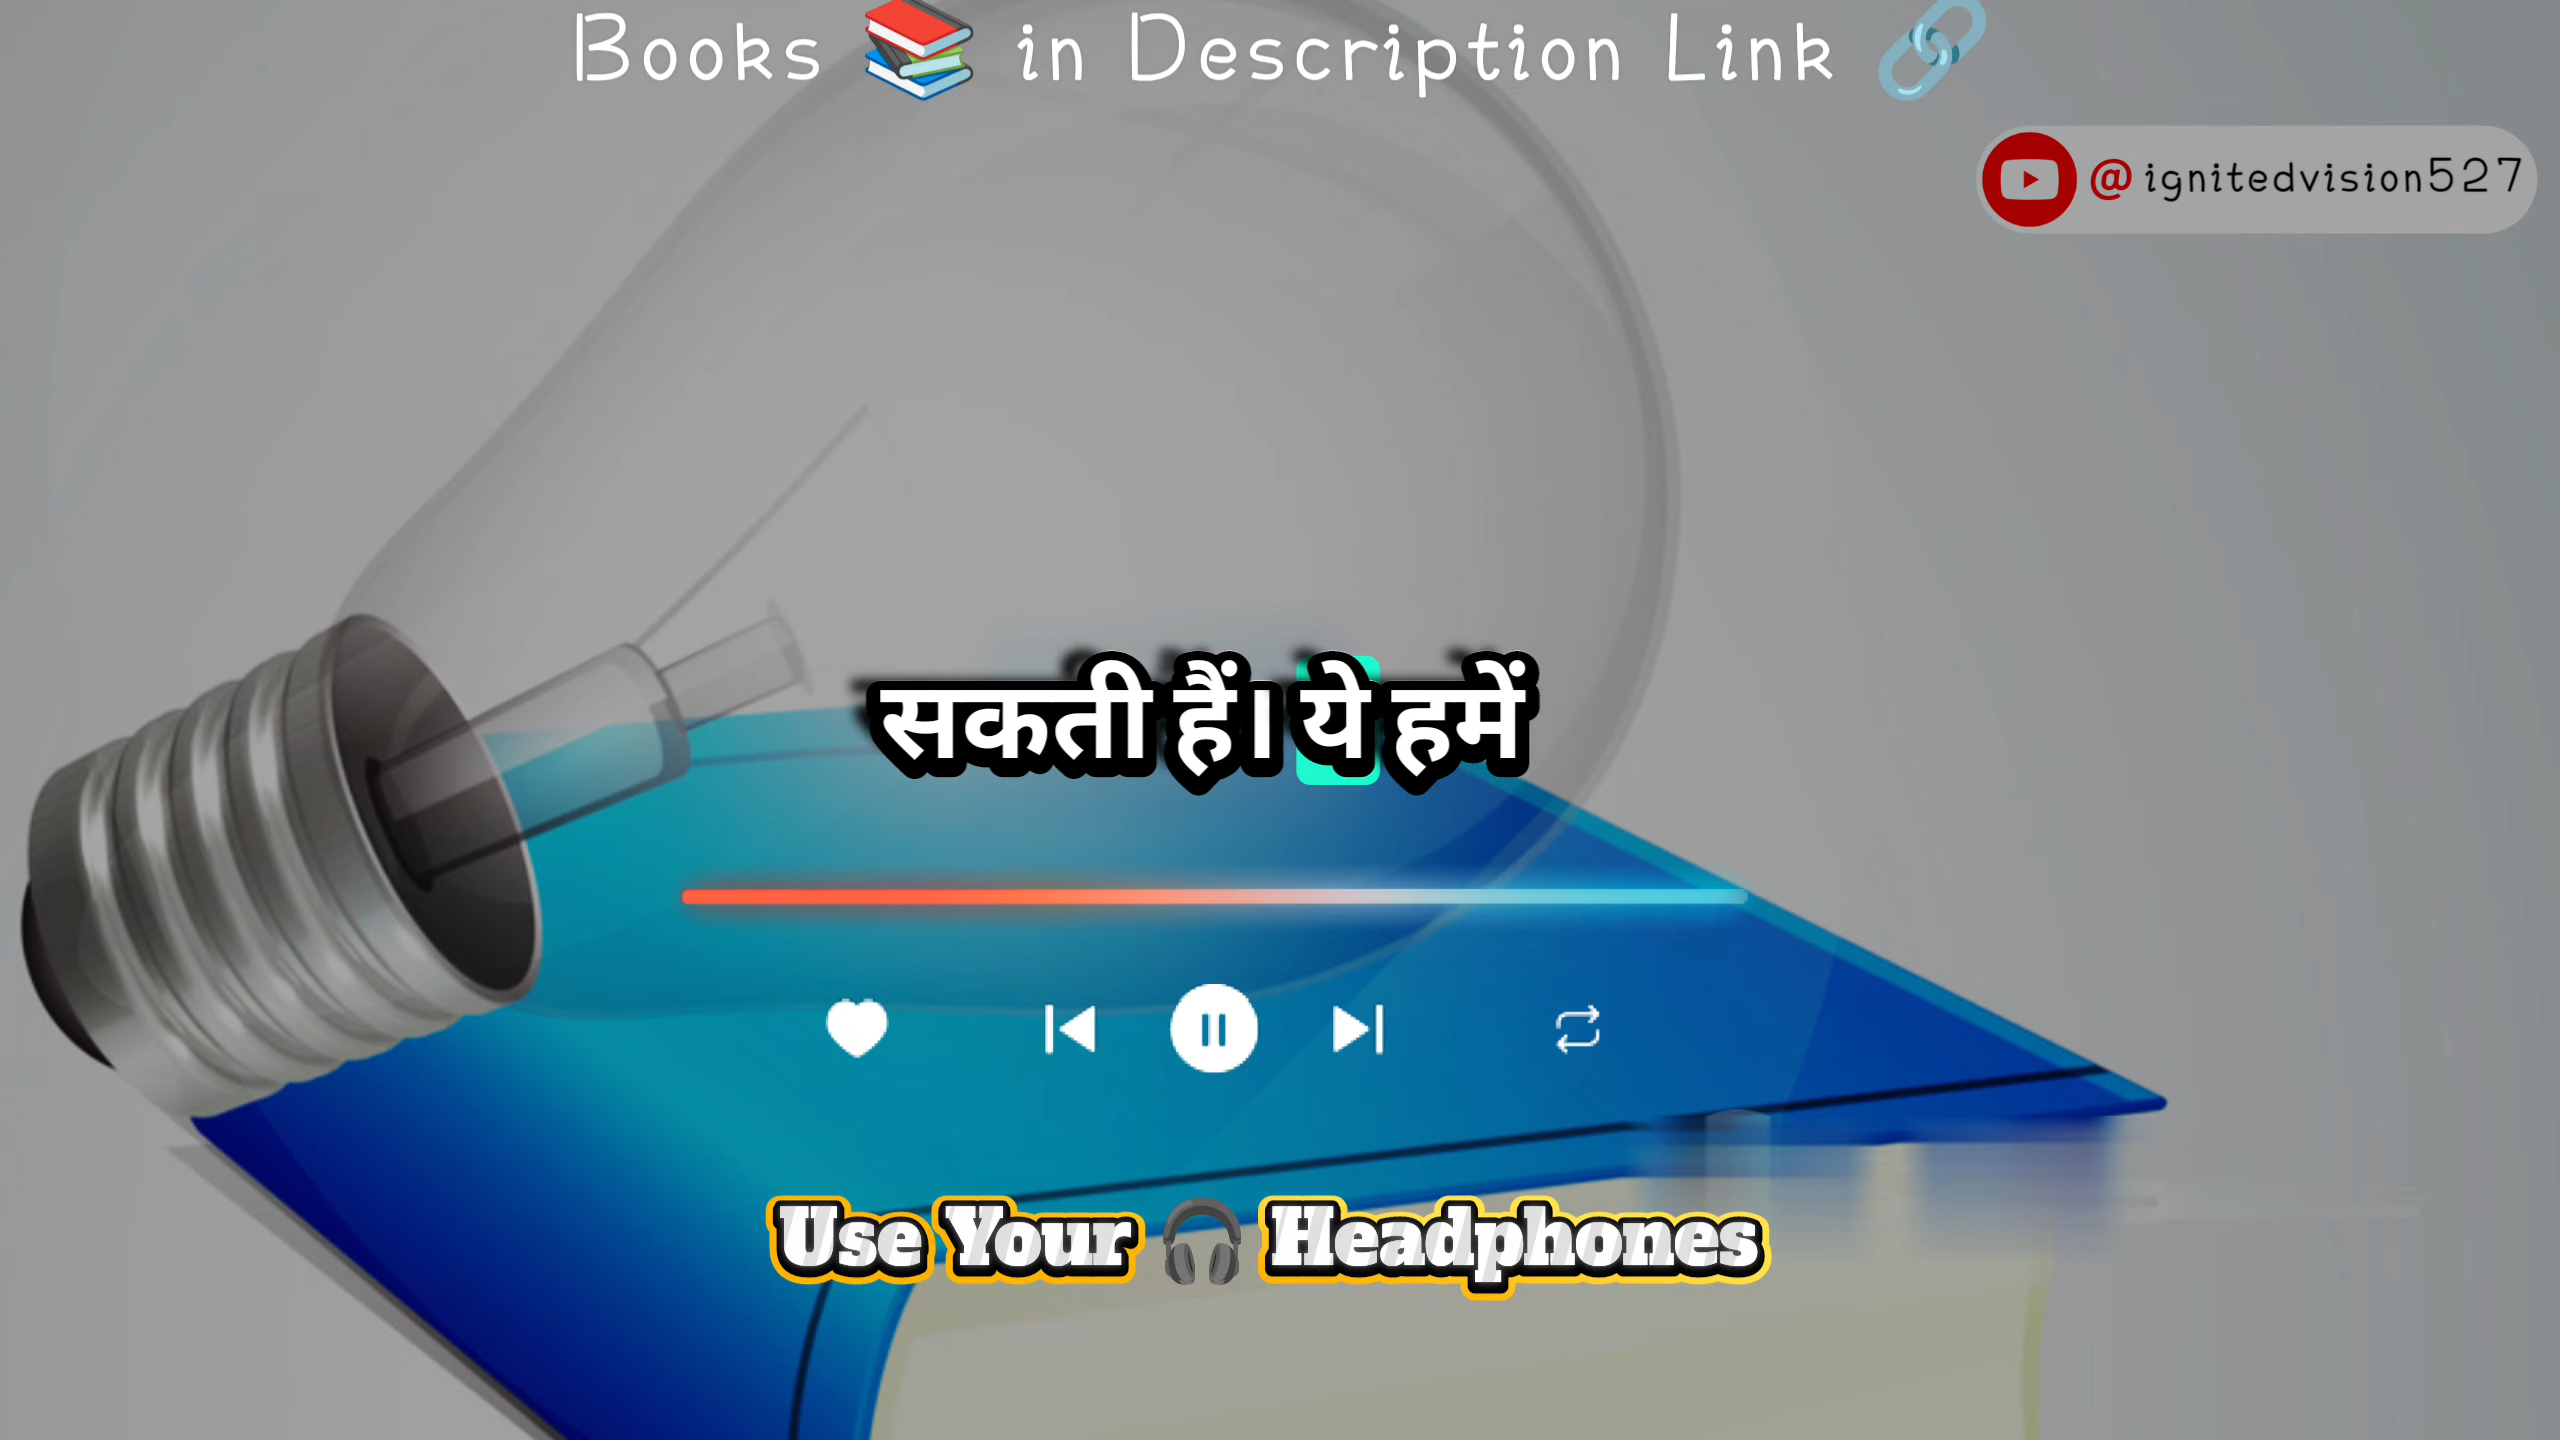 Books 📚 in Description Link 🔗
@ignitedvision527
सकती हैं। ये हमें
Use Your 🎧 Headphones